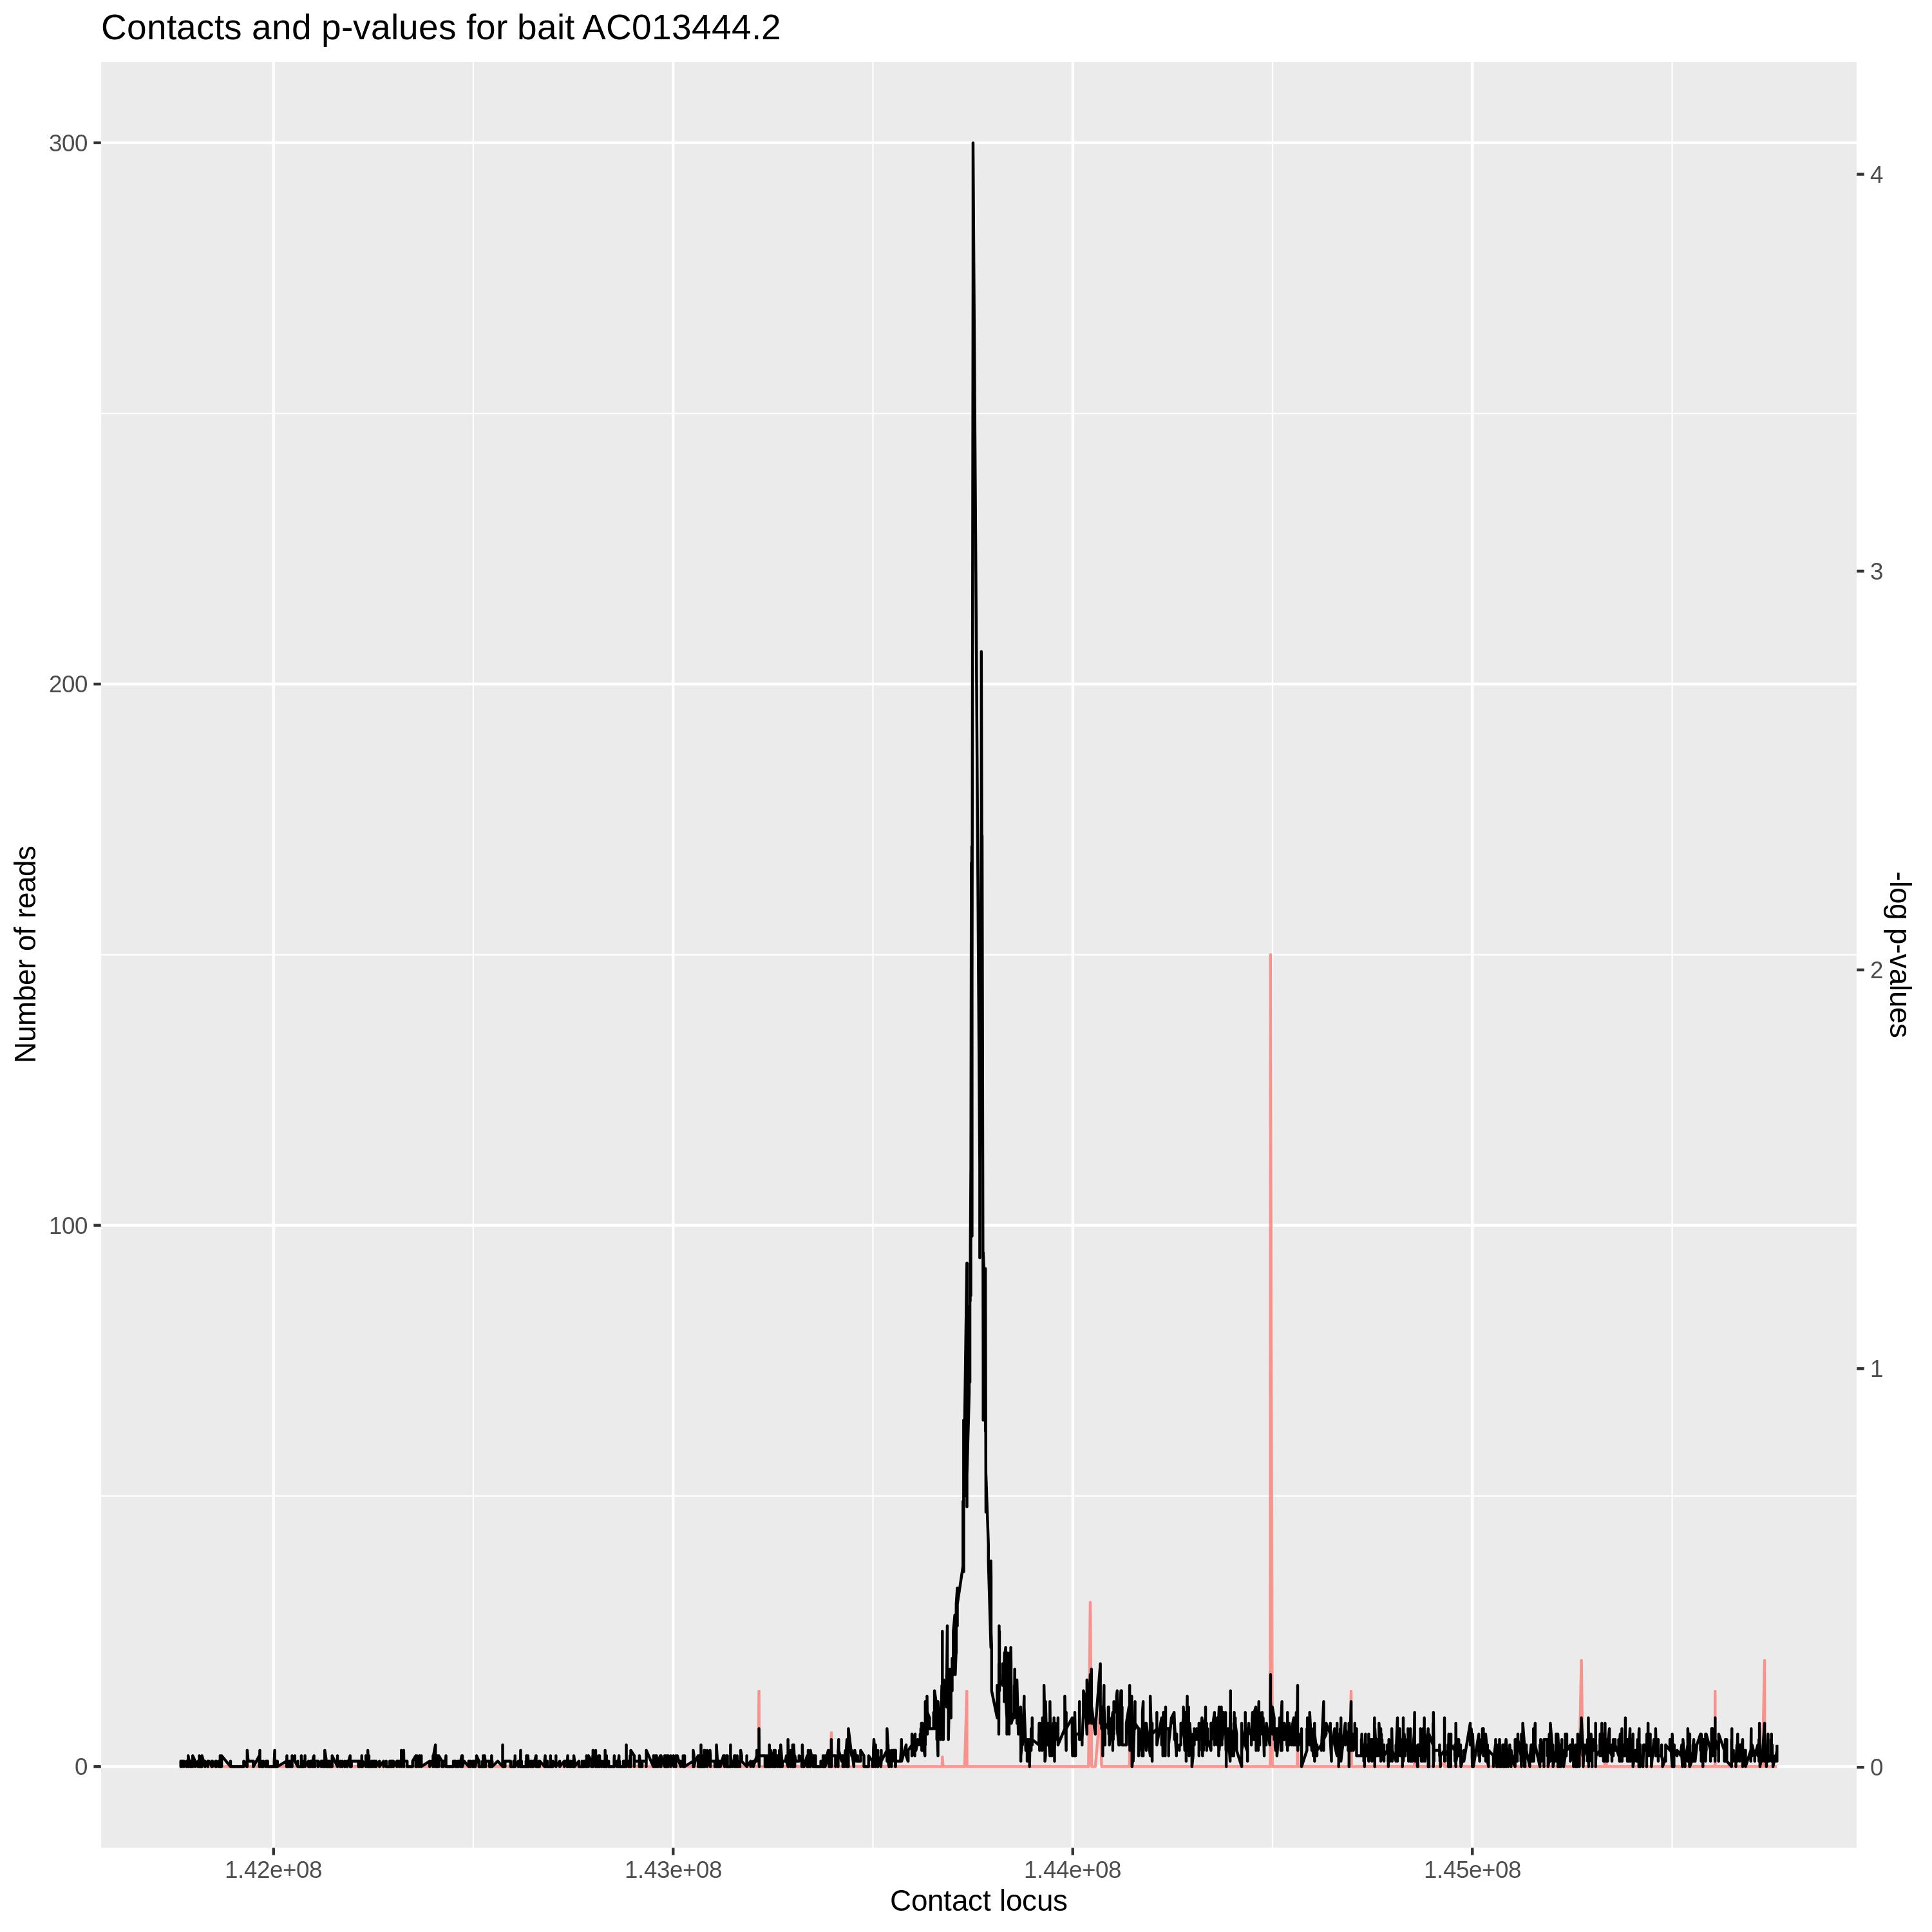 Contacts and p-values for bait AC013444.2
300
200
100
0
Number of reads
4
3
2
1
0
-log p-values
1.42e+08
1.43e+08
1.44e+08
1.45e+08
Contact locus